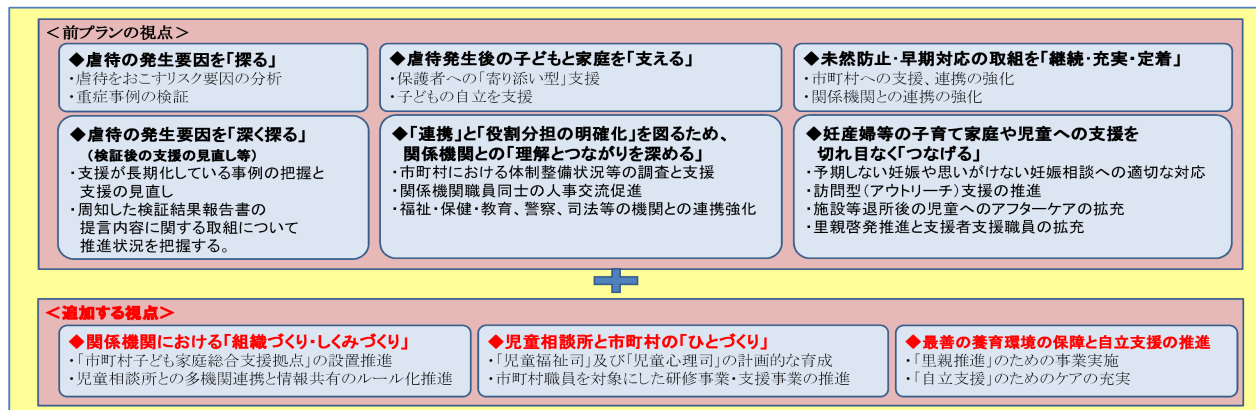 ＜前プランの視点＞
◆虐待の発生要因を「探る」
・虐待をおこすリスク要因の分析
・重症事例の検証
◆虐待発生後の子どもと家庭を「支える」
・保護者への「寄り添い型」支援
・子どもの自立を支援
◆未然防止・早期対応の取組を「継続・充実・定着」
・市町村への支援、連携の強化
・関係機関との連携の強化
◆虐待の発生要因を「深く探る」
（検証後の支援の見直し等）
・支援が長期化している事例の把握と
支援の見直し
・周知した検証結果報告書の
提言内容に関する取組について
推進状況を把握する。
◆「連携」と「役割分担の明確化」を図るため、
関係機関との「理解とつながりを深める」
・市町村における体制整備状況等の調査と支援
・関係機関職員同士の人事交流促進
・福祉・保健・教育、警察、司法等の機関との連携強化
◆妊産婦等の子育て家庭や児童への支援を
切れ目なく「つなげる」
・予期しない妊娠や思いがけない妊娠相談への適切な対応
・訪問型（アウトリーチ）支援の推進
・施設等退所後の児童へのアフターケアの拡充
・里親啓発推進と支援者支援職員の拡充
＜追加する視点＞
◆関係機関における「組織づくり・しくみづくり」
・「市町村子ども家庭総合支援拠点」の設置推進
・児童相談所との多機関連携と情報共有のルール化推進
◆児童相談所と市町村の「ひとづくり」
・「児童福祉司」及び「児童心理司」の計画的な育成
・市町村職員を対象にした研修事業・支援事業の推進
◆最善の養育環境の保障と自立支援の推進
・「里親推進」のための事業実施
・「自立支援」のためのケアの充実